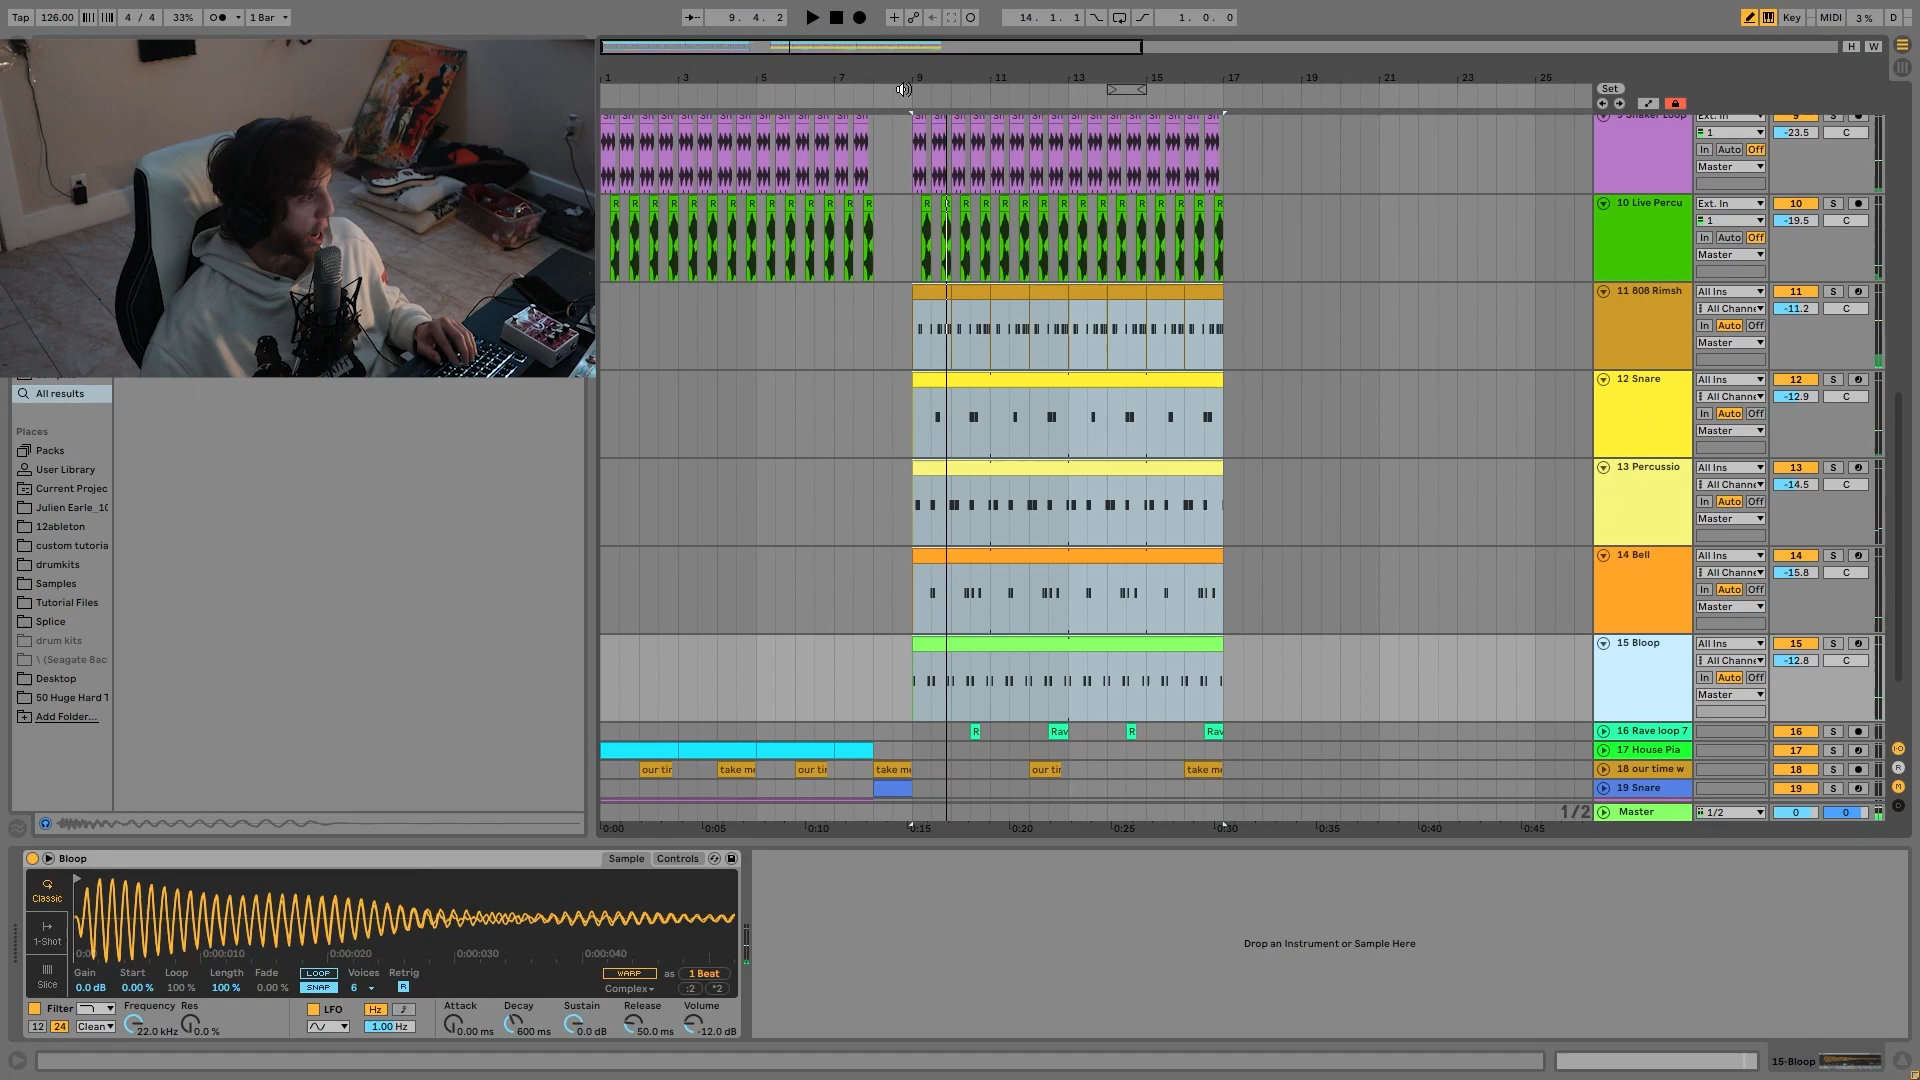 Tap 126.00 4 / 4 33% 1 Bar 9. 4. 2 14. 1. 1 1. 0. 0 Key MIDI 3 % D
H W
1 3 5 7 9 11 13 15 17 19 21 23 25
Set
9 Shaker Loop Ext. In 9
1 -23.5 C
In Auto Off
Master
10 Live Percu Ext. In 10 S
1 -19.5 C
In Auto Off
Master
11 808 Rimsh All Ins 11 S
All Channe -11.2 C
In Auto Off
Master
12 Snare All Ins 12 S
All Channe -12.9 C
In Auto Off
Master
13 Percussio All Ins 13 S
All Channe -14.5 C
In Auto Off
Master
14 Bell All Ins 14 S
All Channe -15.8 C
In Auto Off
Master
15 Bloop All Ins 15 S
All Channe -12.8 C
In Auto Off
Master
R Rav R Rav 16 Rave loop 7 16 S
17 House Pia 17 S
our tir take me our tir take me our tir take me 18 our time w 18 S
19 Snare 19 S
1/2 Master 1/2 0 0
0:00 0:05 0:10 0:15 0:20 0:25 0:30 0:35 0:40 0:45
All results
Places
Packs
User Library
Current Projec
Julien Earle_10
12ableton
custom tutoria
drumkits
Samples
Tutorial Files
Splice
drum kits
\ (Seagate Bac
Desktop
50 Huge Hard T
Add Folder...
Bloop Sample Controls
Classic
1-Shot
Slice
0:00:010 0:00:020 0:00:030 0:00:040
Gain Start Loop Length Fade LOOP Voices Retrig WARP as 1 Beat
0.0 dB 0.00 % 100 % 100 % 0.00 % SNAP 6 R Complex :2 *2
Filter Frequency Res LFO Hz Attack Decay Sustain Release Volume
12 24 Clean 22.0 kHz 0.0 % 1.00 Hz 0.00 ms 600 ms 0.0 dB 50.0 ms -12.0 dB
Drop an Instrument or Sample Here
15-Bloop